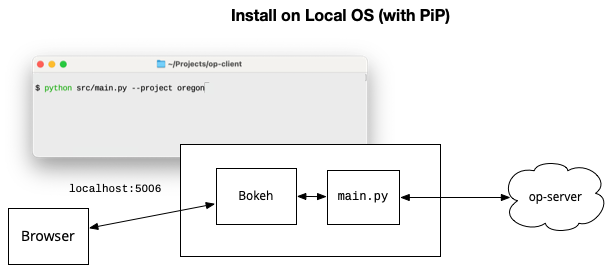 Install on Local OS (with PiP)
~/Projects/op-client
$ python src/main.py --project oregon
localhost:5006
Bokeh
main.py
op-server
Browser